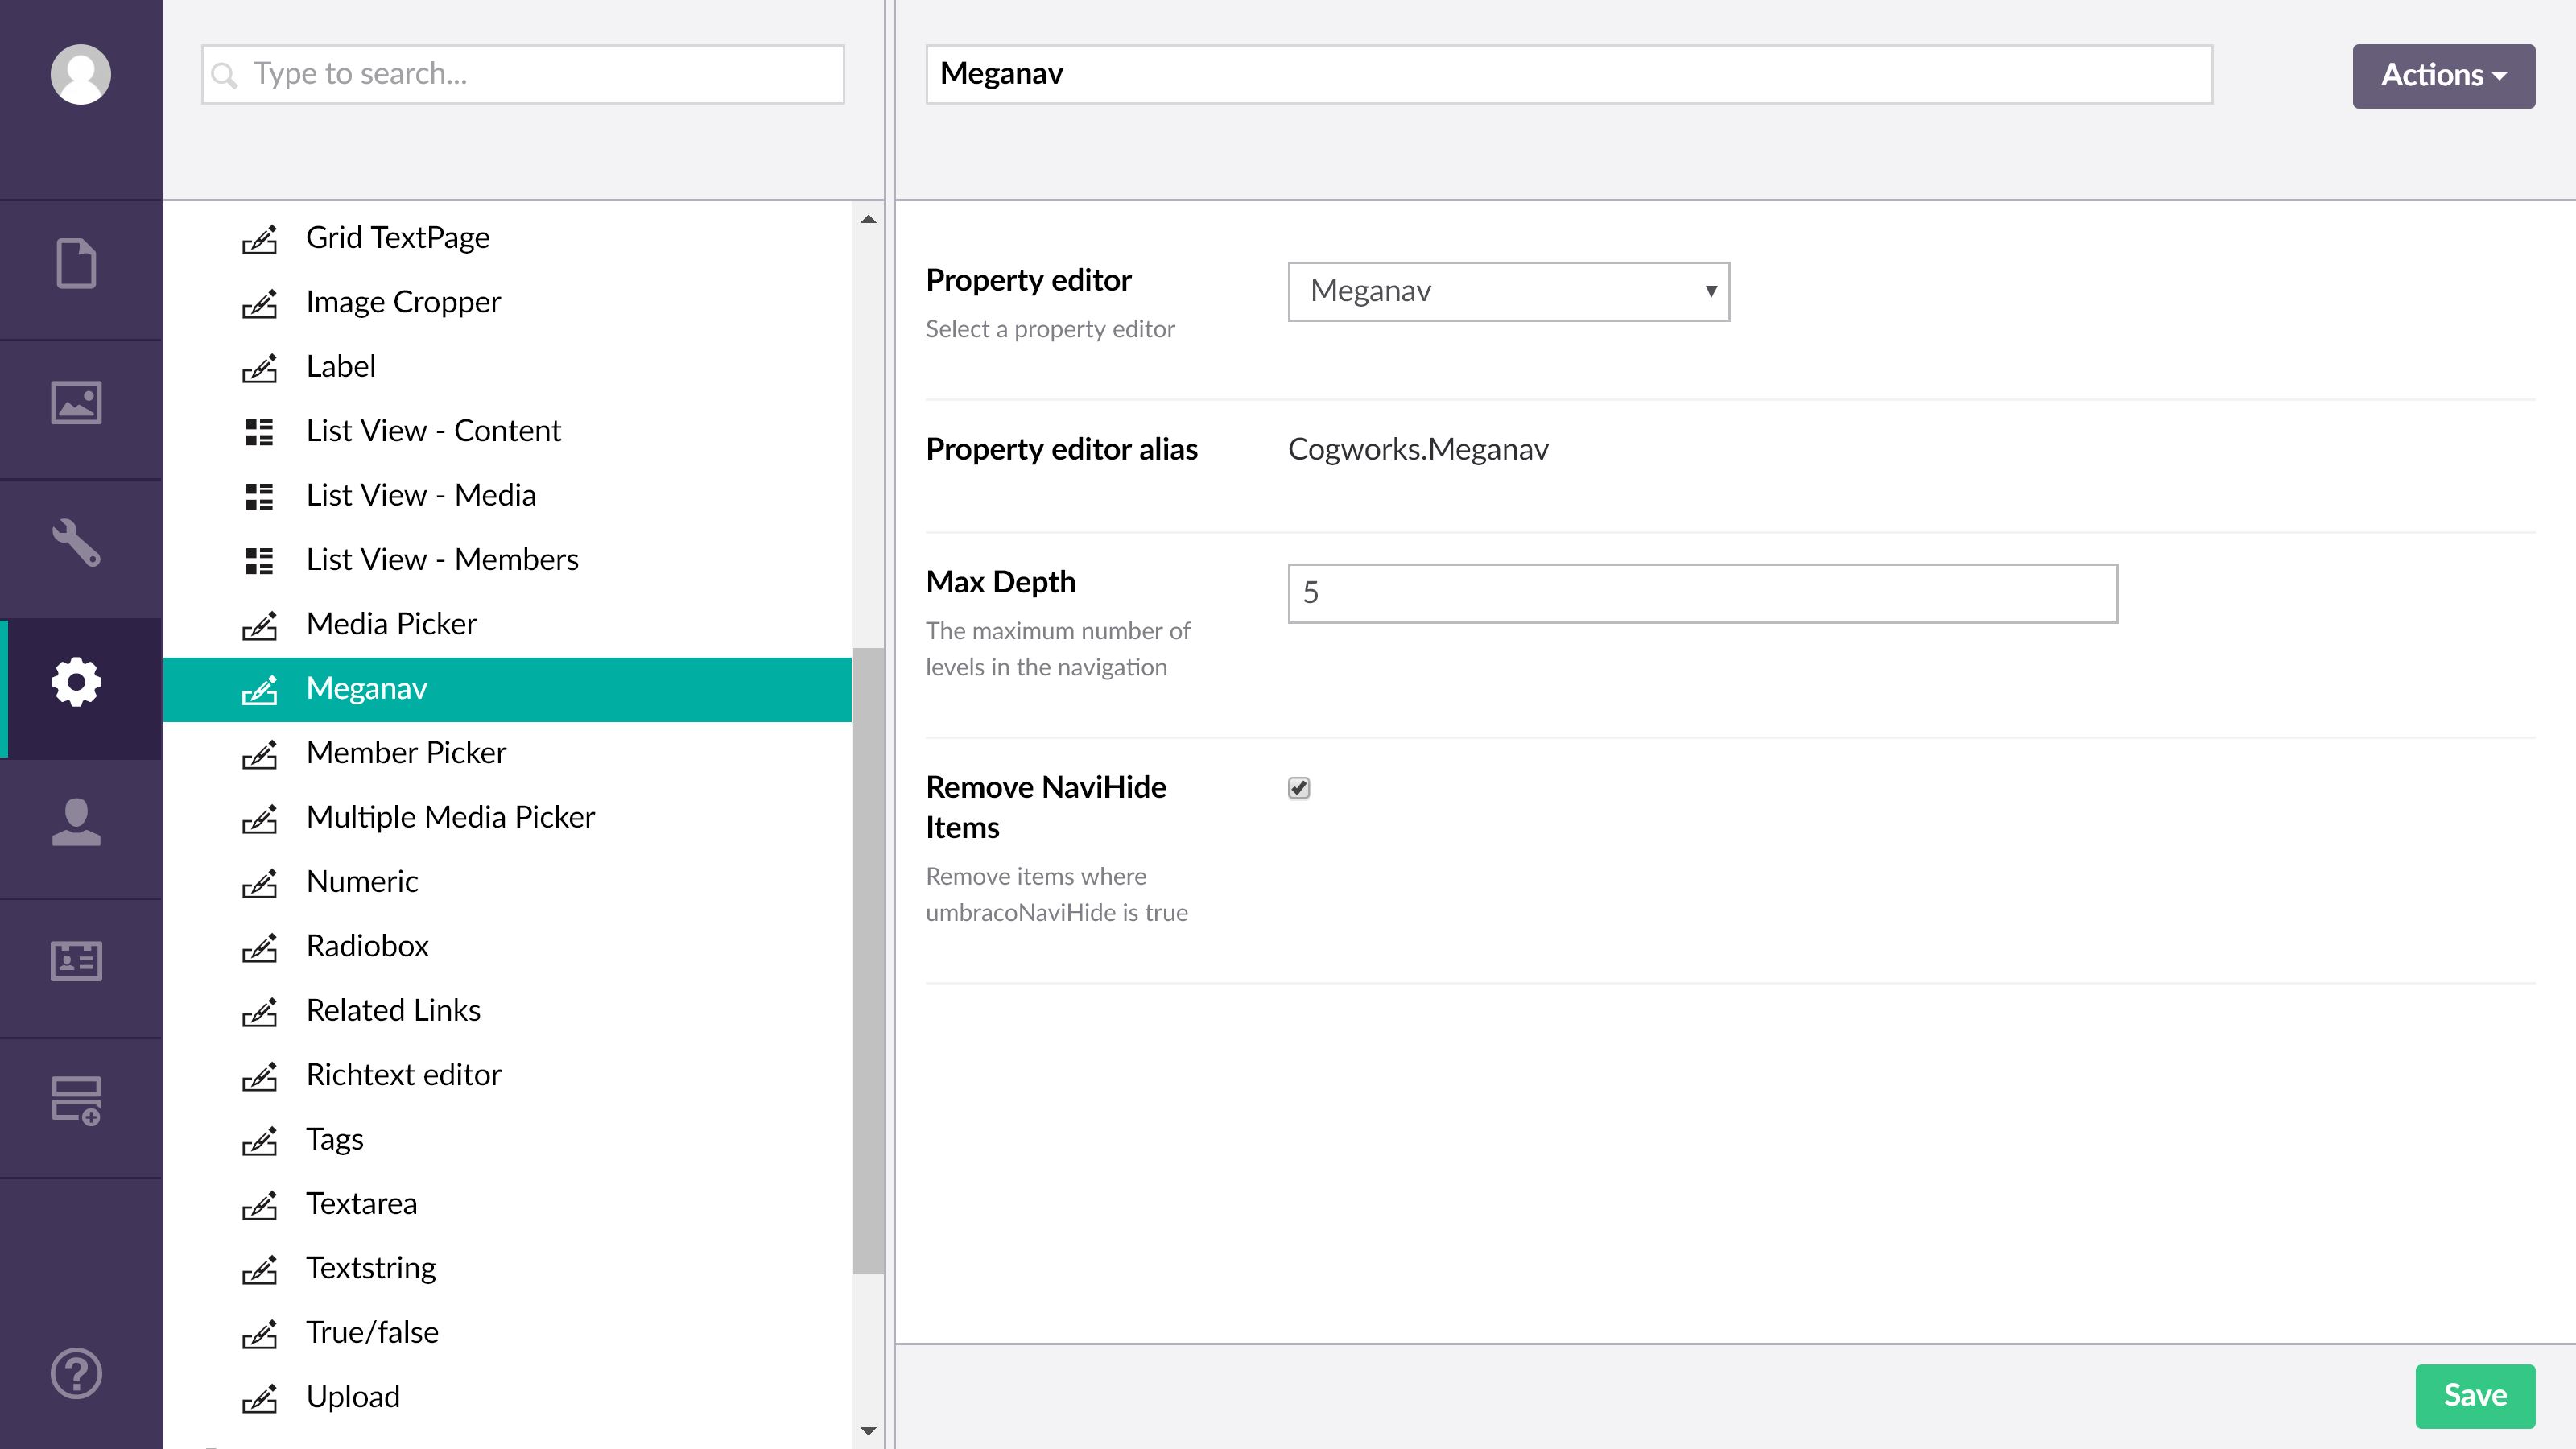 Type to search...
Grid TextPage
Image Cropper
Label
List View - Content
List View - Media
List View - Members
Media Picker
Meganav
Member Picker
Multiple Media Picker
Numeric
Radiobox
Related Links
Richtext editor
Tags
Textarea
Textstring
True/false
Upload
Meganav
Actions
Property editor
Select a property editor
Meganav
Property editor alias
Cogworks.Meganav
Max Depth
The maximum number of
levels in the navigation
5
Remove NaviHide
Items
Remove items where
umbracoNaviHide is true
Save